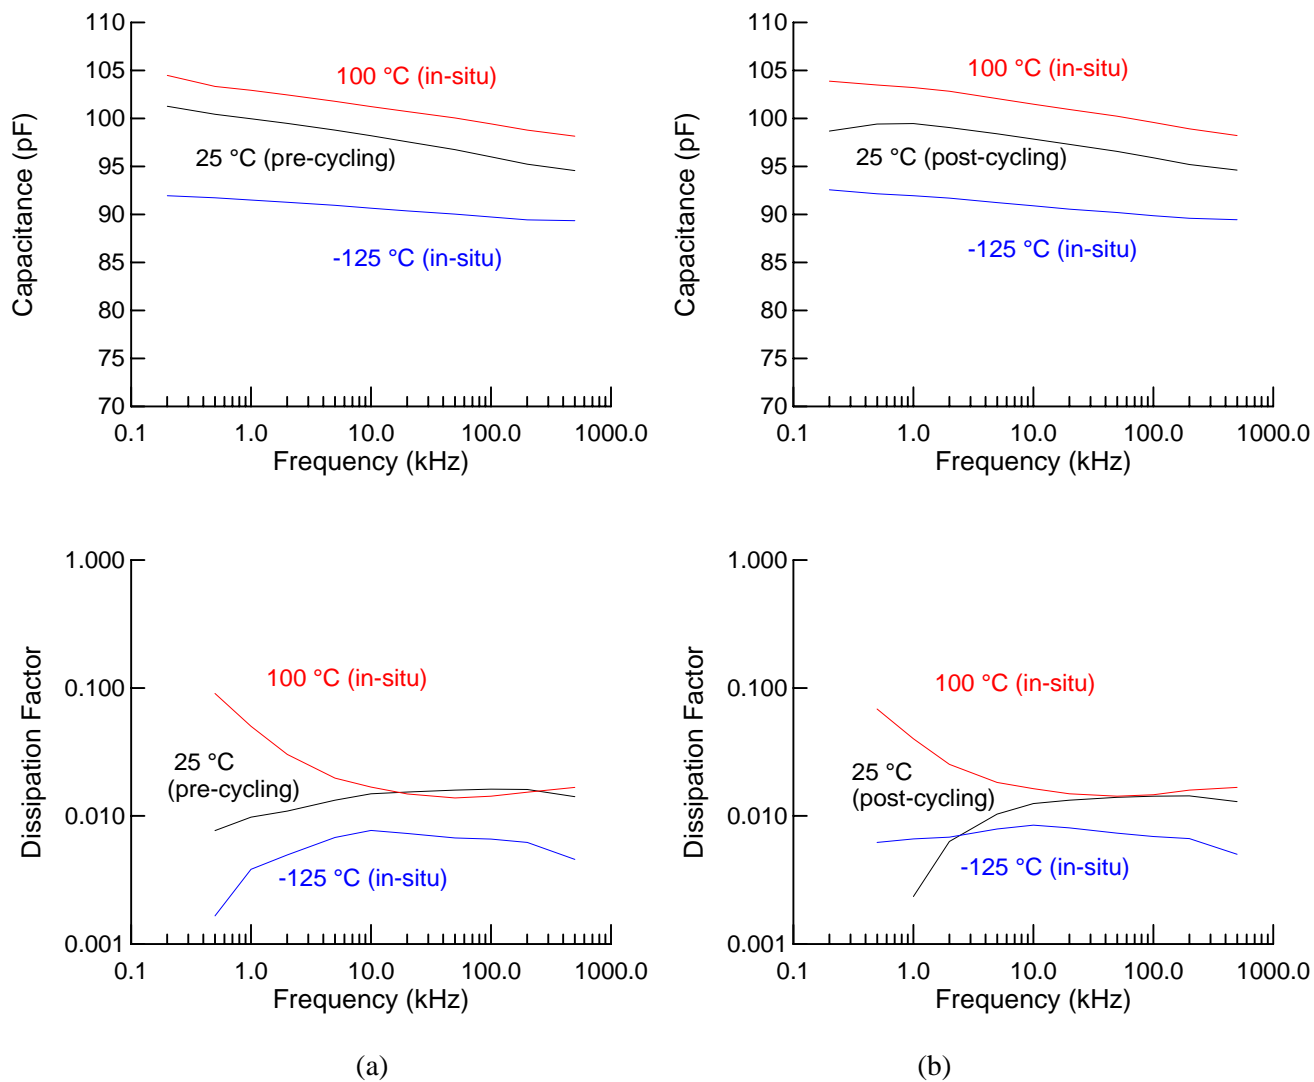 110
105
100
95
90
85
80
75
70
Capacitance (pF)
100 °C (in-situ)
25 °C (pre-cycling)
-125 °C (in-situ)
0.1
1.0
10.0
100.0
1000.0
Frequency (kHz)
110
105
100
95
90
85
80
75
70
Capacitance (pF)
100 °C (in-situ)
25 °C (post-cycling)
-125 °C (in-situ)
0.1
1.0
10.0
100.0
1000.0
Frequency (kHz)
1.000
0.100
0.010
0.001
Dissipation Factor
100 °C (in-situ)
25 °C
(pre-cycling)
-125 °C (in-situ)
0.1
1.0
10.0
100.0
1000.0
Frequency (kHz)
1.000
0.100
0.010
0.001
Dissipation Factor
100 °C (in-situ)
25 °C
(post-cycling)
-125 °C (in-situ)
0.1
1.0
10.0
100.0
1000.0
Frequency (kHz)
(a)
(b)